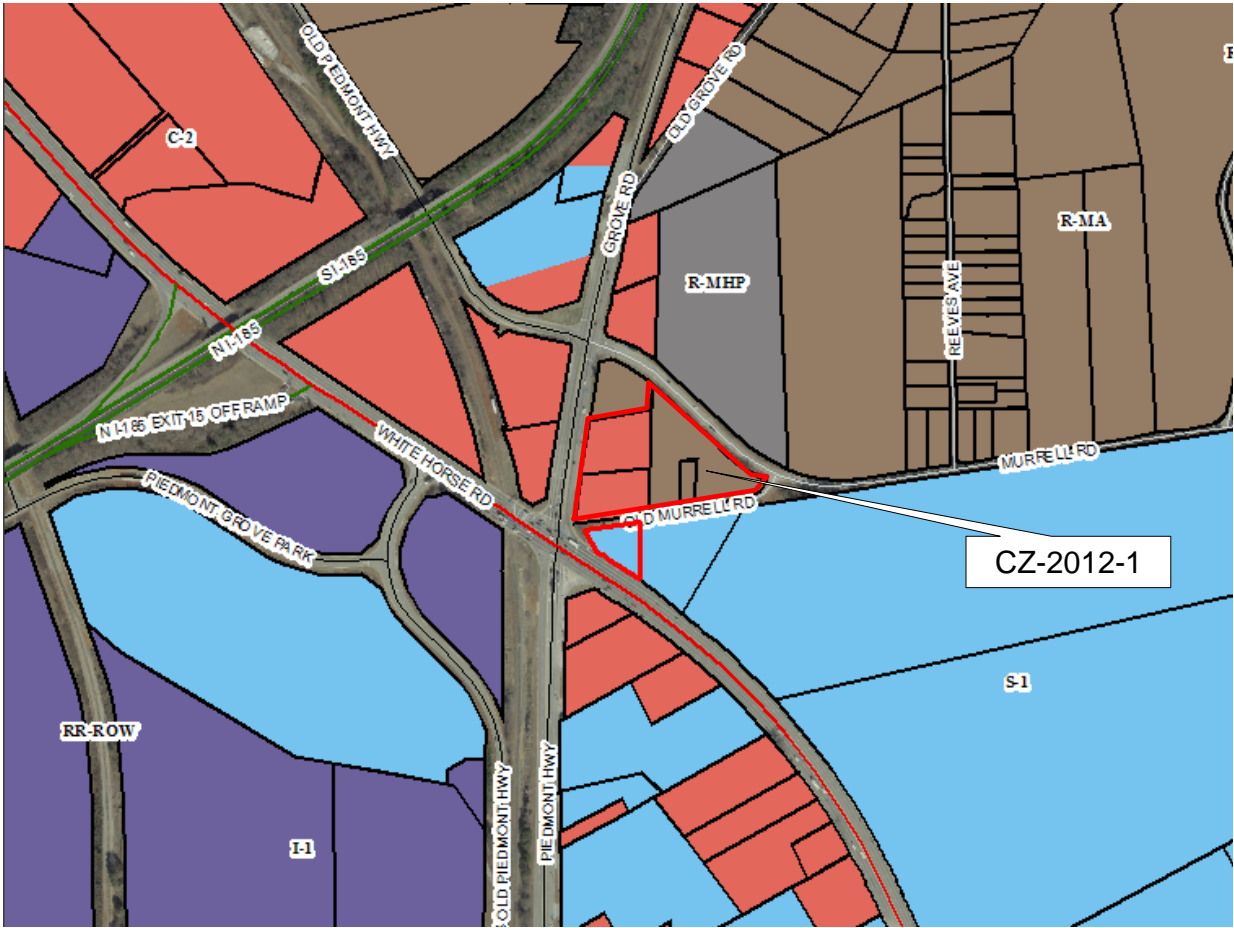 OLD PIEDMONT HWY
OLD GROVE RD
C-2
GROVE RD
R-MA
SI-185
R-MHP
REEVES AVE
N I-185
N I-185 EXIT 15 OFF RAMP
WHITE HORSE RD
MURRELL RD
PIEDMONT GROVE PARK
OLD MURRELL RD
CZ-2012-1
S-1
RR-ROW
I-1
OLD PIEDMONT HWY
PIEDMONT HWY